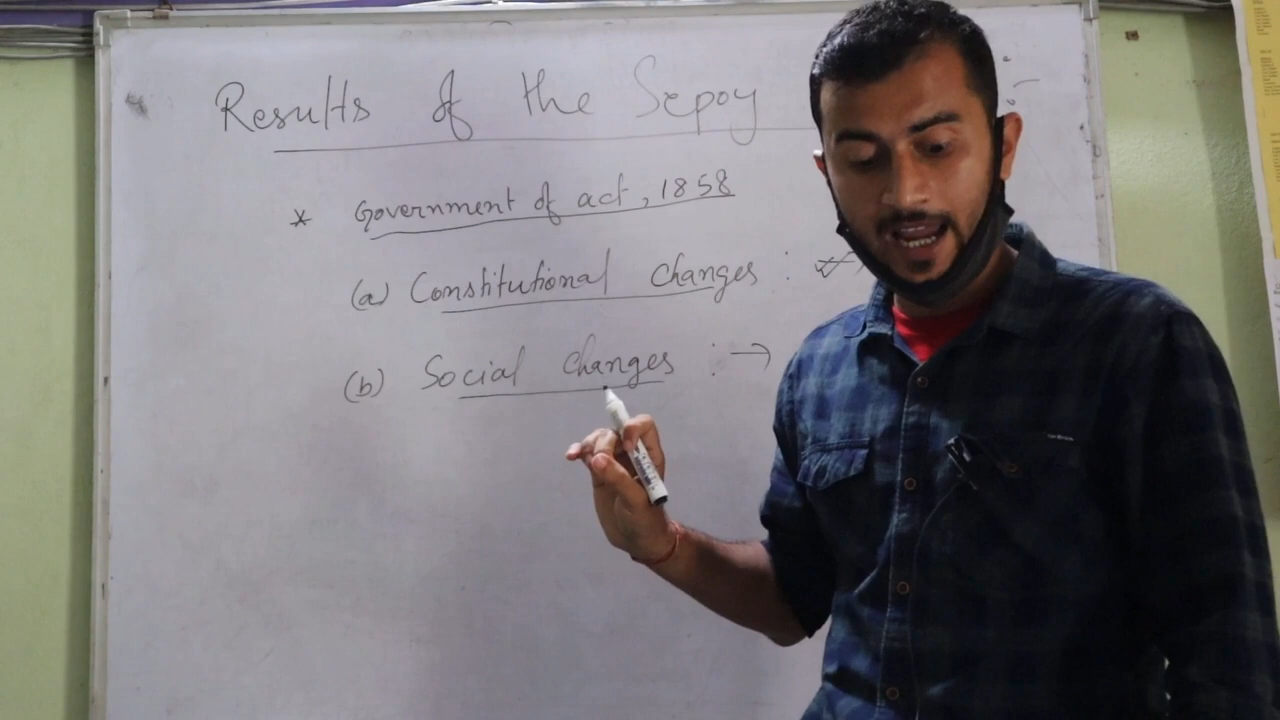 Results of the Sepoy :-
* Government of act, 1858
(a) Constitutional changes :
(b) Social changes : →